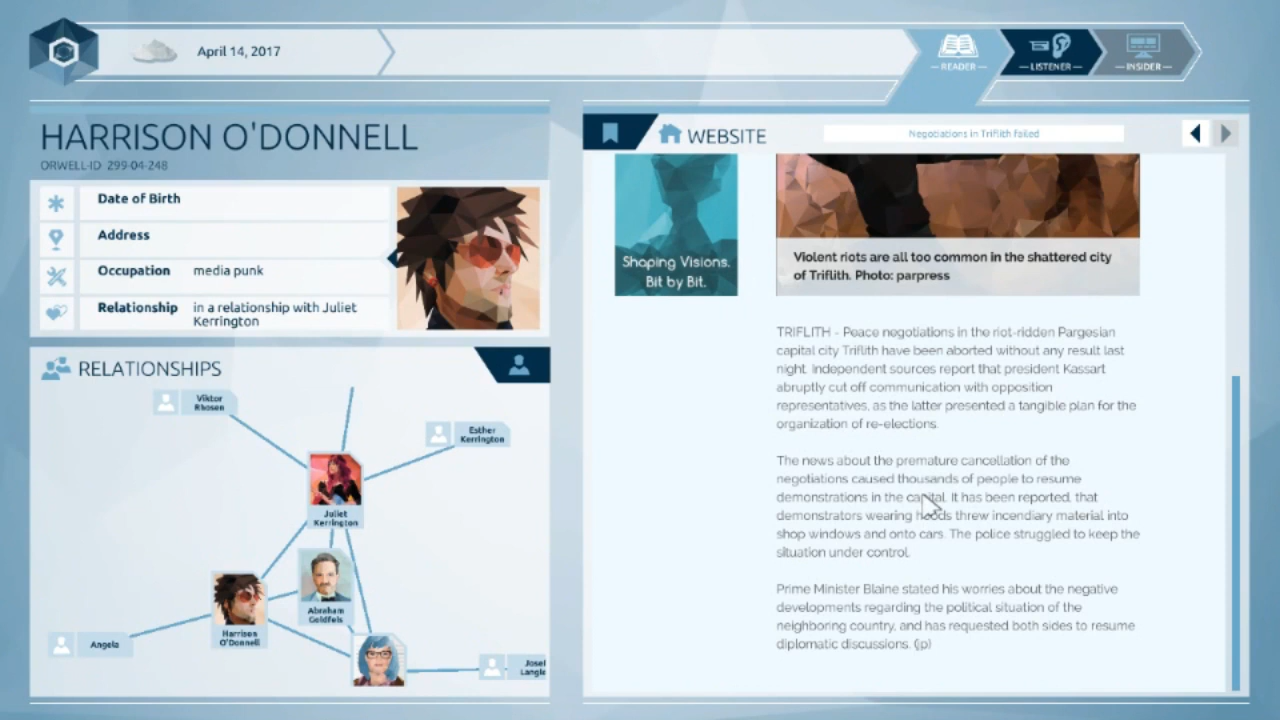 April 14, 2017
READER
LISTENER
INSIDER
HARRISON O'DONNELL
ORWELL-ID 299-04-248
Date of Birth
Address
Occupation media punk
Relationship in a relationship with Juliet
Kerrington
RELATIONSHIPS
Viktor
Rhosen
Esther
Kerrington
Juliet
Kerrington
Abraham
Goldfels
Harrison
O'Donnell
Angela
Josef
Langle
WEBSITE
Negotiations in Triflith failed
Shaping Visions.
Bit by Bit.
Violent riots are all too common in the shattered city
of Triflith. Photo: parpress
TRIFLITH - Peace negotiations in the riot-ridden Pargesian
capital city Triflith have been aborted without any result last
night. Independent sources report that president Kassart
abruptly cut off communication with opposition
representatives, as the latter presented a tangible plan for the
organization of re-elections.
The news about the premature cancellation of the
negotiations caused thousands of people to resume
demonstrations in the capital. It has been reported, that
demonstrators wearing hoods threw incendiary material into
shop windows and onto cars. The police struggled to keep the
situation under control.
Prime Minister Blaine stated his worries about the negative
developments regarding the political situation of the
neighboring country, and has requested both sides to resume
diplomatic discussions. (jp)